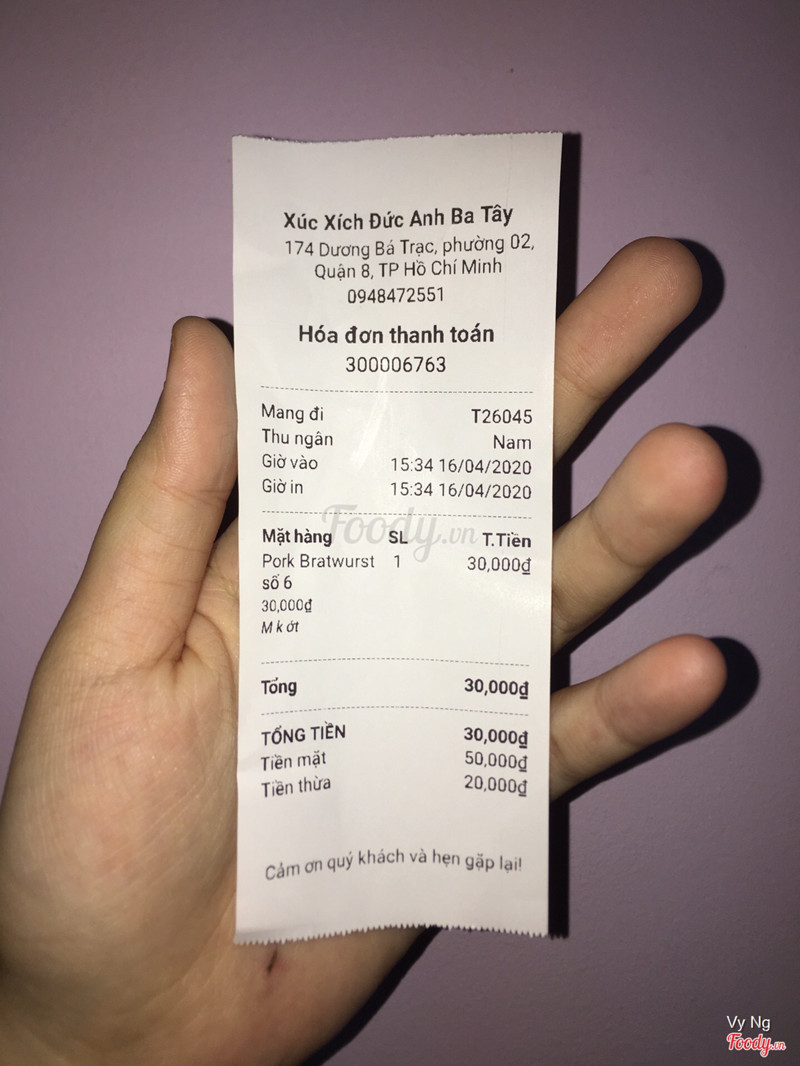 Xúc Xích Đức Anh Ba Tây
174 Dương Bá Trạc, phường 02,
Quận 8, TP Hồ Chí Minh
0948472551
Hóa đơn thanh toán
300006763
Mang đi T26045
Thu ngân Nam
Giờ vào 15:34 16/04/2020
Giờ in 15:34 16/04/2020
Foody.vn
Mặt hàng SL T.Tiền
Pork Bratwurst 1 30,000₫
số 6
30,000₫
M k ớt
Tổng 30,000₫
TỔNG TIỀN 30,000₫
Tiền mặt 50,000₫
Tiền thừa 20,000₫
Cảm ơn quý khách và hẹn gặp lại!
Vy Ng
Foody.vn